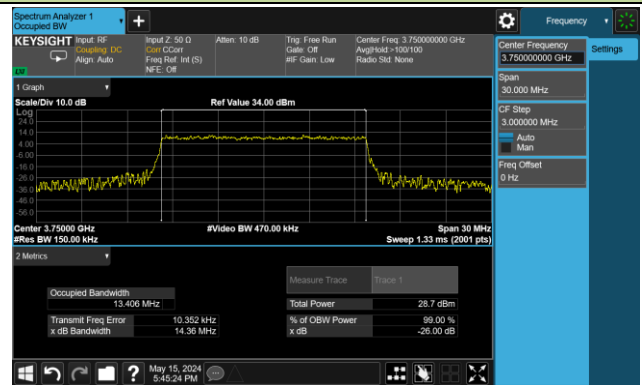 Spectrum Analyzer 1
Occupied BW
Frequency
KEYSIGHT
Input: RF
Coupling: DC
Align: Auto
Input Z: 50 Ω
Corr CCorr
Freq Ref: Int (S)
NFE: Off
Atten: 10 dB
Trig: Free Run
Gate: Off
#IF Gain: Low
Center Freq: 3.750000000 GHz
Avg|Hold:>100/100
Radio Std: None
LV
Center Frequency
3.750000000 GHz
Settings
Span
30.000 MHz
CF Step
3.000000 MHz
Auto
Man
Freq Offset
0 Hz
1 Graph
Scale/Div 10.0 dB
Ref Value 34.00 dBm
Log
24.0
14.0
4.00
-6.00
-16.0
-26.0
-36.0
-46.0
-56.0
Center 3.75000 GHz
#Video BW 470.00 kHz
Span 30 MHz
#Res BW 150.00 kHz
Sweep 1.33 ms (2001 pts)
2 Metrics
Measure Trace
Trace 1
Occupied Bandwidth
13.406 MHz
Total Power
28.7 dBm
Transmit Freq Error
10.352 kHz
% of OBW Power
99.00 %
x dB Bandwidth
14.36 MHz
x dB
-26.00 dB
?
May 15, 2024
5:45:24 PM